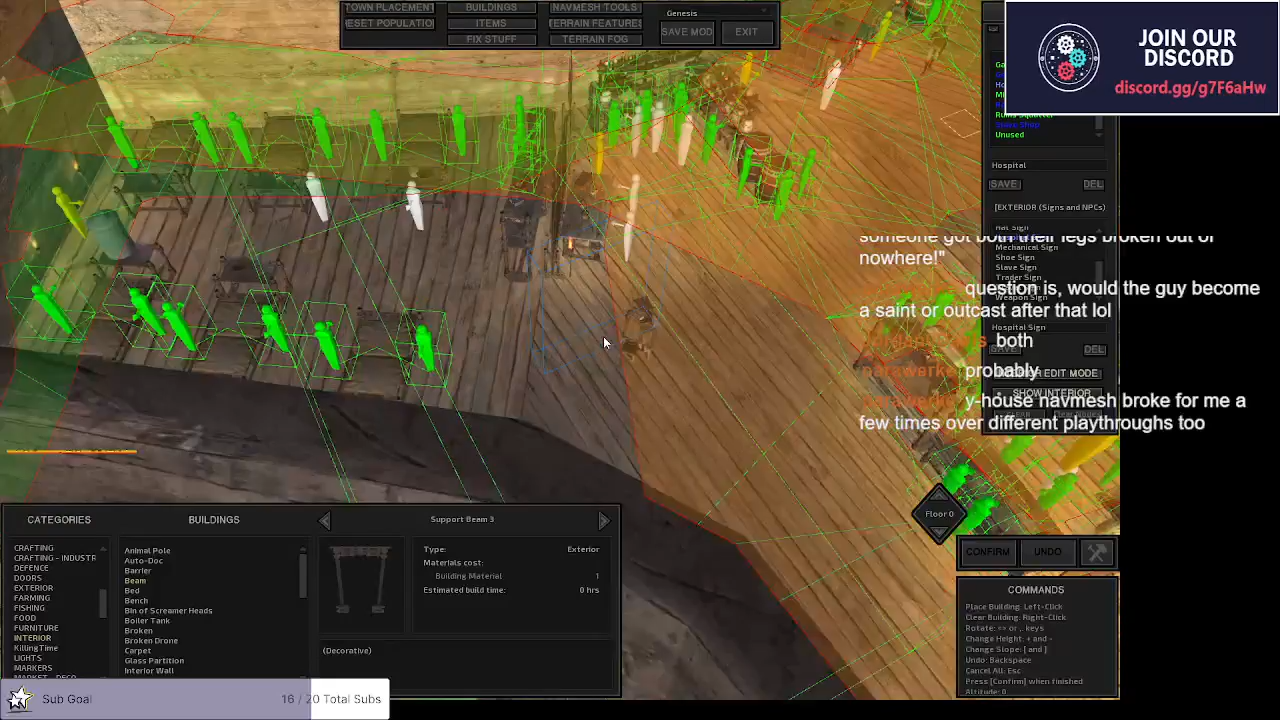 TOWN PLACEMENT
BUILDINGS
NAVMESH TOOLS
ESET POPULATIO
ITEMS
TERRAIN FEATURES
FIX STUFF
TERRAIN FOG
Genesis
SAVE MOD
EXIT
JOIN OUR
DISCORD
discord.gg/g7F6aHw
Unused
Hospital
SAVE
DEL
[EXTERIOR (Signs and NPCs)
Hat Sign
Mechanical Sign
Shoe Sign
Slave Sign
Trader Sign
Weapon Sign
Hospital Sign
DEL
EDIT MODE
SHOW INTERIOR
someone got both their legs broken out of
nowhere!"
question is, would the guy become
a saint or outcast after that lol
both
probably
y-house navmesh broke for me a
few times over different playthroughs too
Floor 0
CONFIRM
UNDO
COMMANDS
Place Building: Left-Click
Clear Building: Right-Click
Rotate: <> or , . keys
Change Height: + and -
Change Slope: [ and ]
Undo: Backspace
Cancel All: Esc
Press [Confirm] when finished
Altitude: 0
CATEGORIES
CRAFTING
CRAFTING - INDUSTR
DEFENCE
DOORS
EXTERIOR
FARMING
FISHING
FOOD
FURNITURE
INTERIOR
KillingTime
LIGHTS
MARKERS
BUILDINGS
Animal Pole
Auto-Doc
Barrier
Beam
Bed
Bench
Bin of Screamer Heads
Boiler Tank
Broken
Broken Drone
Carpet
Glass Partition
Interior Wall
Support Beam 3
Type: Exterior
Materials cost:
Building Material 1
Estimated build time: 0 hrs
(Decorative)
Sub Goal
16 / 20 Total Subs